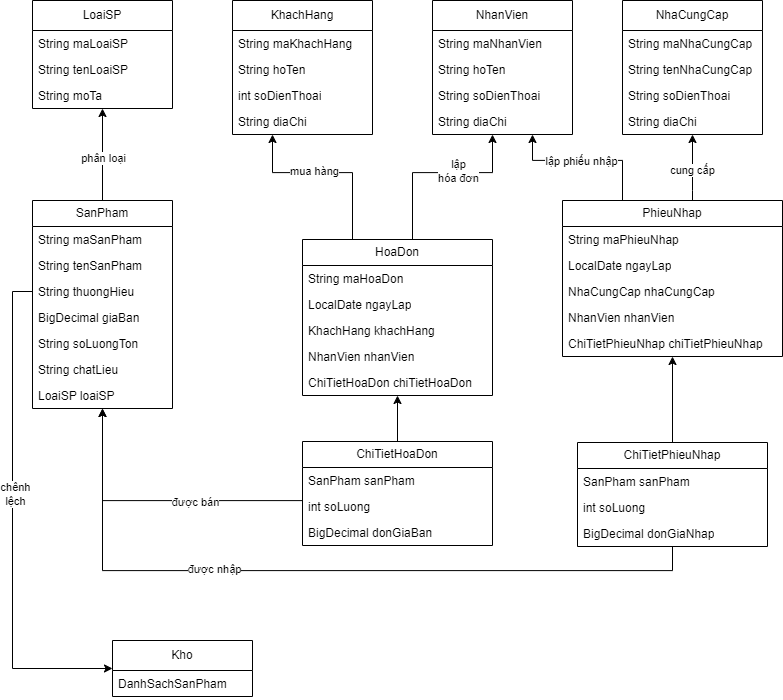 LoaiSP
String maLoaiSP
String tenLoaiSP
String moTa
KhachHang
String maKhachHang
String hoTen
int soDienThoai
String diaChi
NhanVien
String maNhanVien
String hoTen
String soDienThoai
String diaChi
NhaCungCap
String maNhaCungCap
String tenNhaCungCap
String soDienThoai
String diaChi
phân loại
mua hàng
lập
hóa đơn
lập phiếu nhập
cung cấp
SanPham
String maSanPham
String tenSanPham
String thuongHieu
BigDecimal giaBan
String soLuongTon
String chatLieu
LoaiSP loaiSP
HoaDon
String maHoaDon
LocalDate ngayLap
KhachHang khachHang
NhanVien nhanVien
ChiTietHoaDon chiTietHoaDon
PhieuNhap
String maPhieuNhap
LocalDate ngayLap
NhaCungCap nhaCungCap
NhanVien nhanVien
ChiTietPhieuNhap chiTietPhieuNhap
ChiTietHoaDon
SanPham sanPham
int soLuong
BigDecimal donGiaBan
ChiTietPhieuNhap
SanPham sanPham
int soLuong
BigDecimal donGiaNhap
chênh
lệch
được bán
được nhập
Kho
DanhSachSanPham